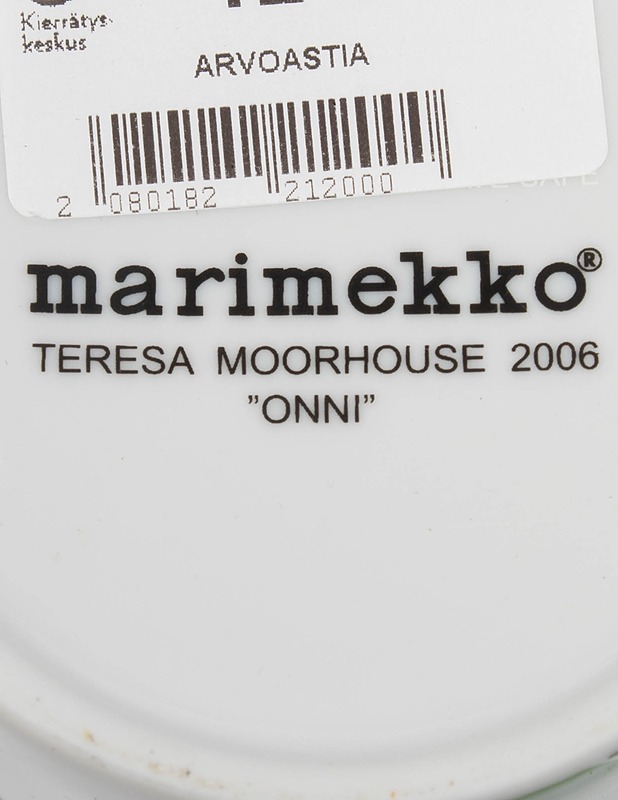 Kierrätys-
keskus
ARVOASTIA
2 080182 212000
marimekko®
TERESA MOORHOUSE 2006
”ONNI”